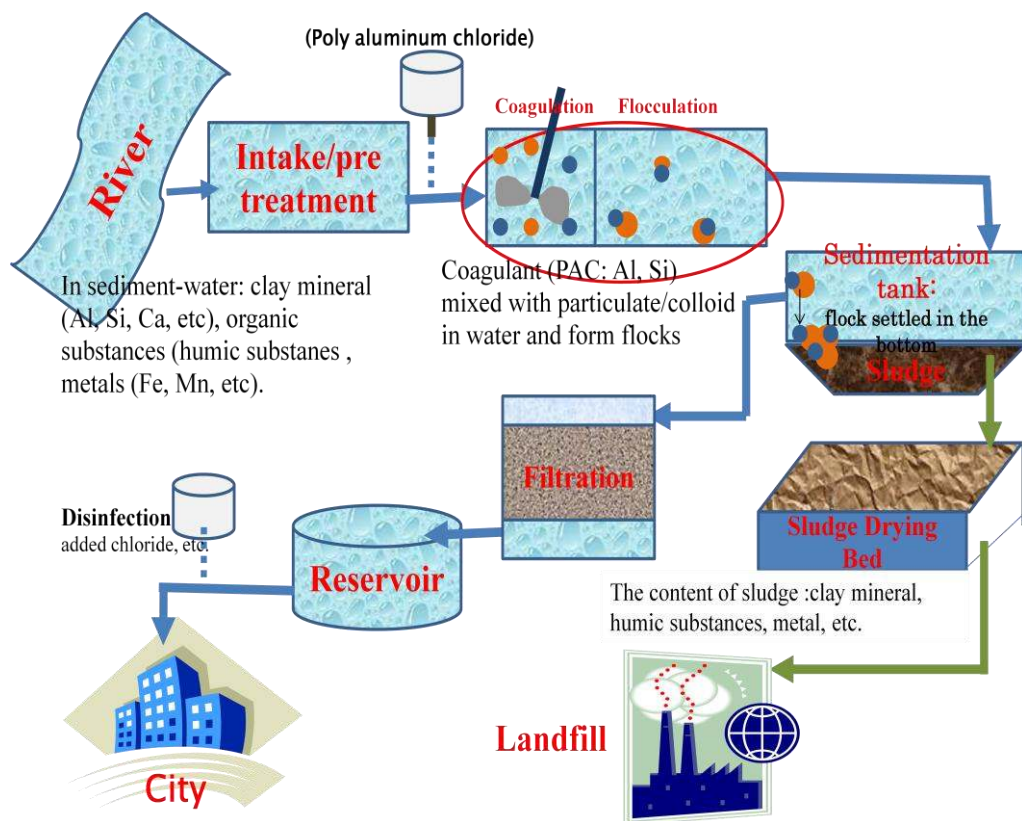 (Poly aluminum chloride)
Coagulation
Flocculation
River
Intake/pre
treatment
In sediment-water: clay mineral
(Al, Si, Ca, etc), organic
substances (humic substanes ,
metals (Fe, Mn, etc).
Coagulant (PAC: Al, Si)
mixed with particulate/colloid
in water and form flocks
Sedimentation
tank:
flock settled in the
bottom
Sludge
Filtration
Sludge Drying
Bed
The content of sludge :clay mineral,
humic substances, metal, etc.
Disinfection
added chloride, etc.
Reservoir
City
Landfill